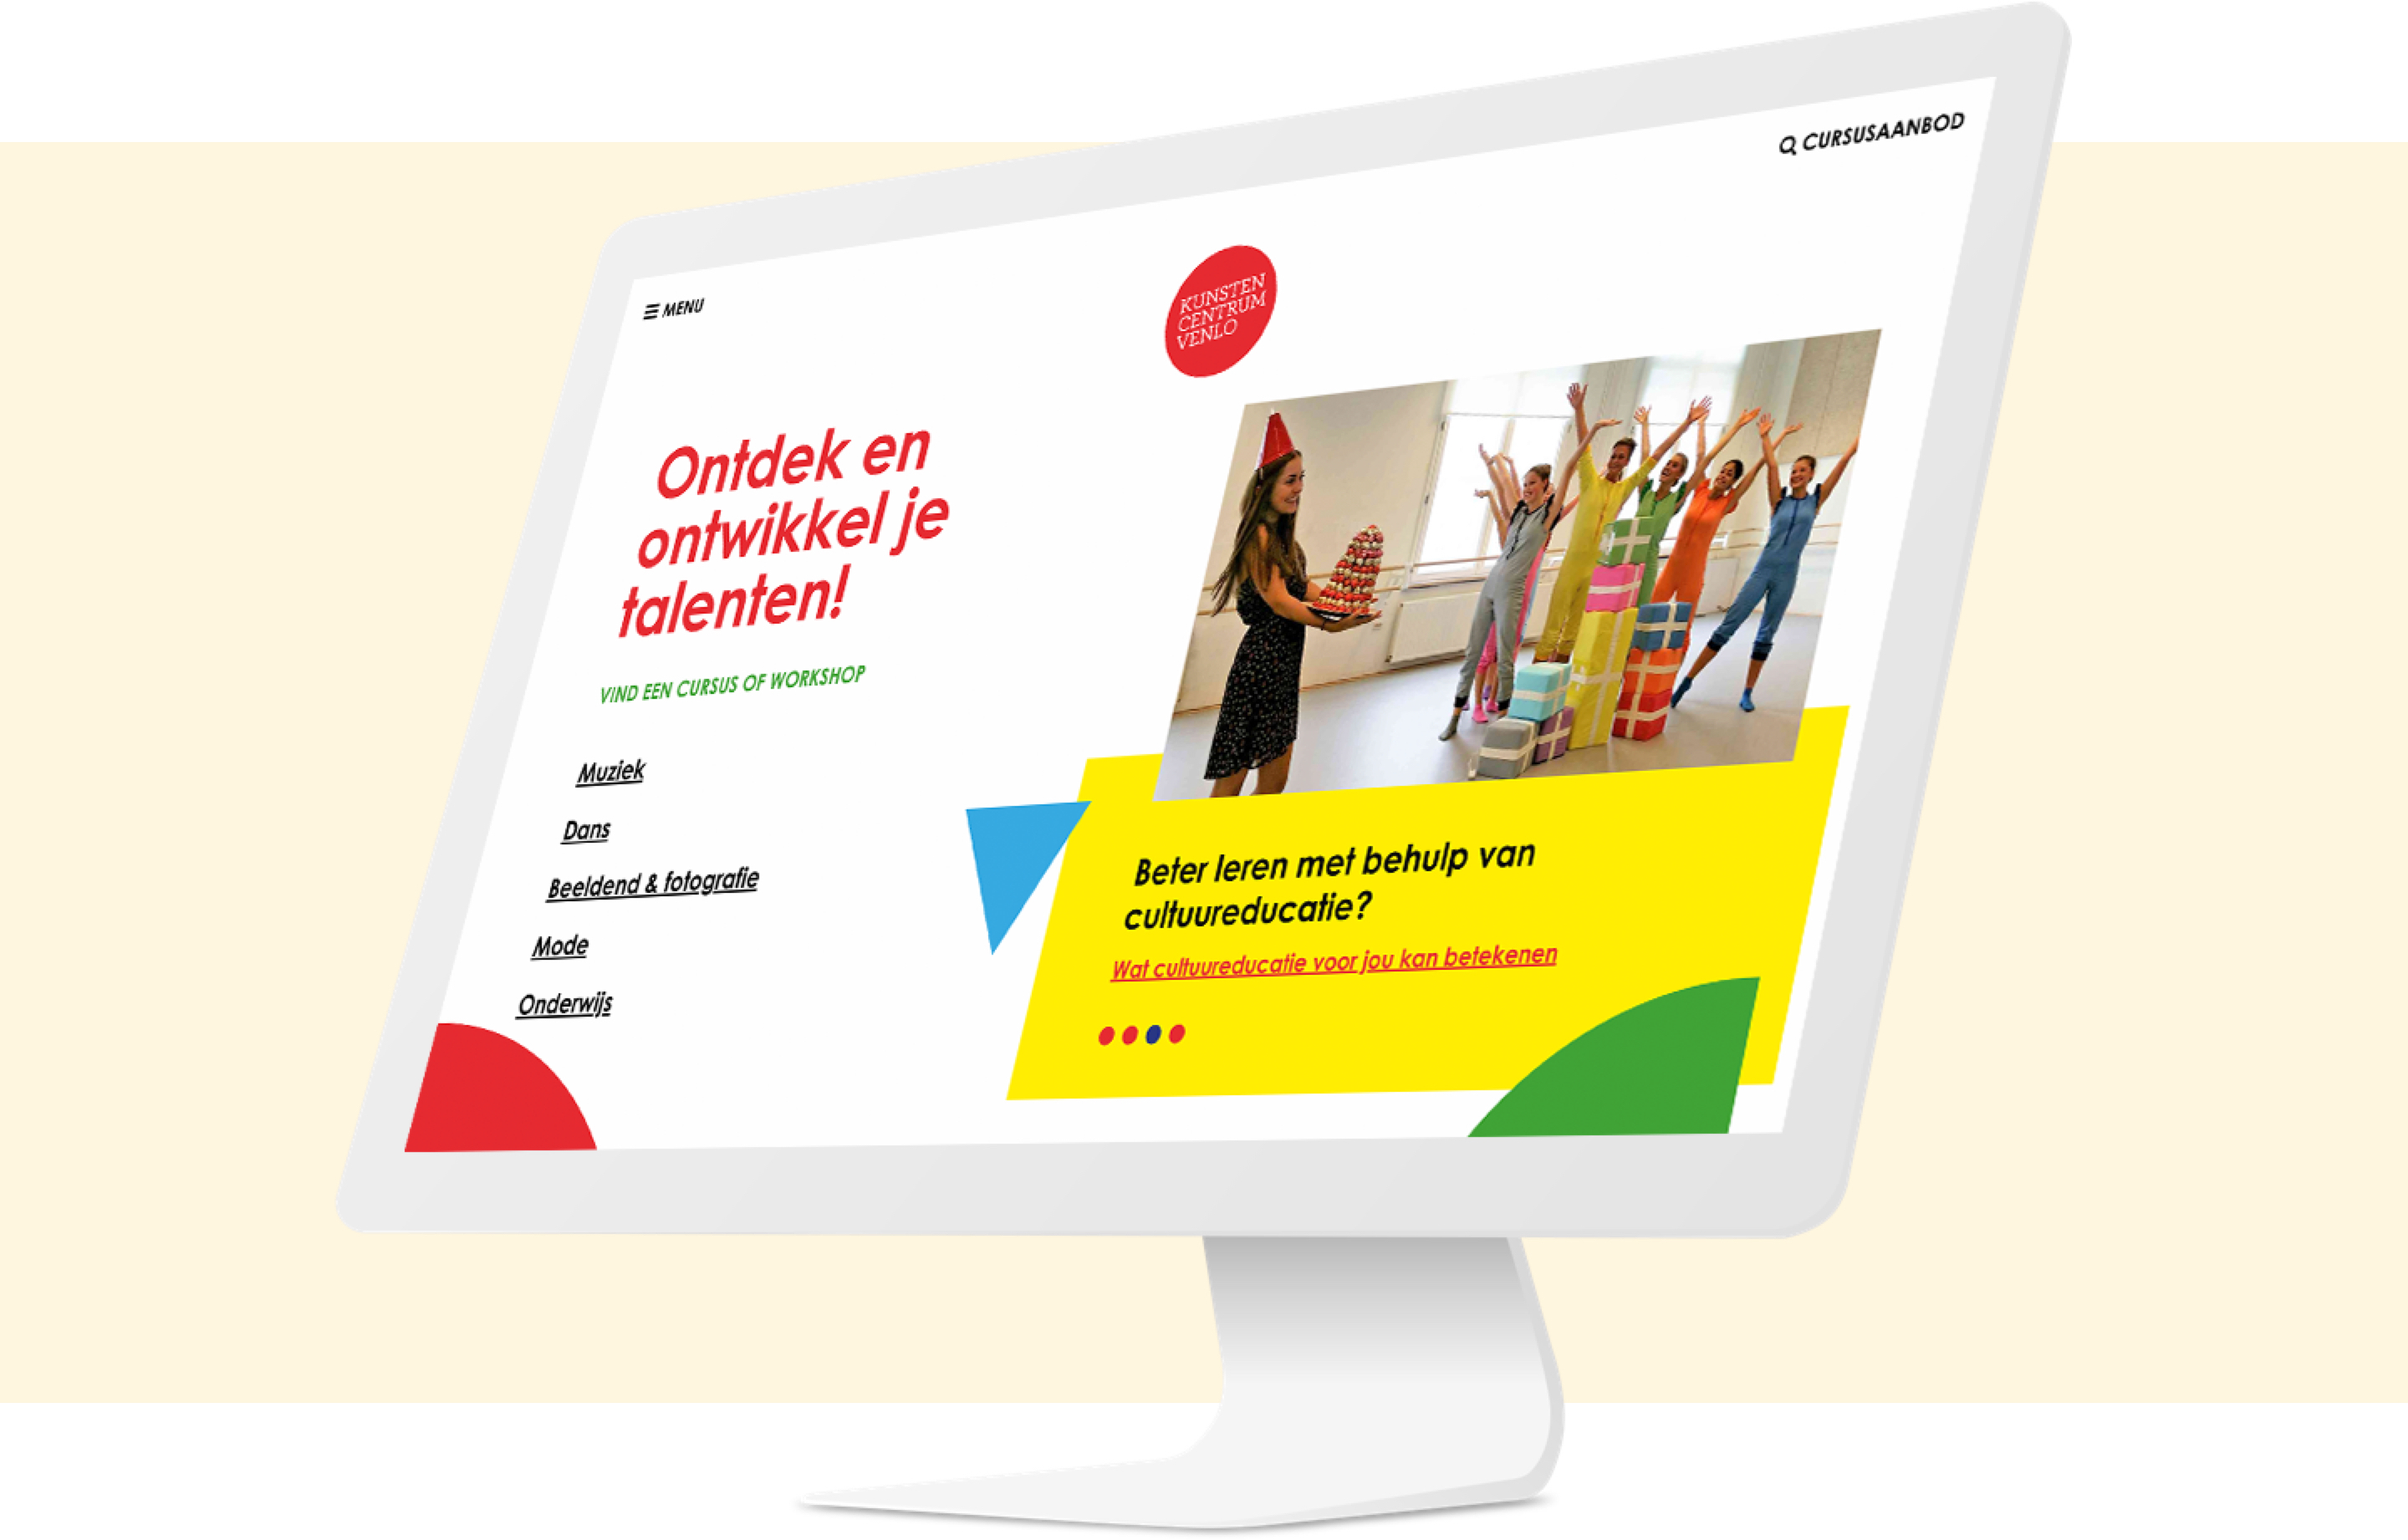 MENU
CURSUSAANBOD
KUNSTEN
CENTRUM
VENLO
Ontdek en
ontwikkel je
talenten!
VIND EEN CURSUS OF WORKSHOP
Muziek
Dans
Beeldend & fotografie
Mode
Onderwijs
Beter leren met behulp van
cultuureducatie?
Wat cultuureducatie voor jou kan betekenen